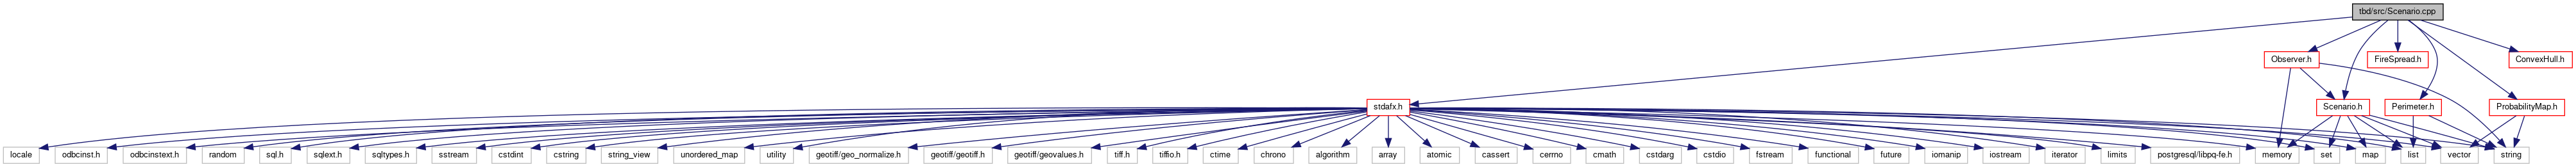 tbd/src/Scenario.cpp
Observer.h
FireSpread.h
ConvexHull.h
stdafx.h
Scenario.h
Perimeter.h
ProbabilityMap.h
locale
odbcinst.h
odbcinstext.h
random
sql.h
sqlext.h
sqltypes.h
sstream
cstdint
cstring
string_view
unordered_map
utility
geotiff/geo_normalize.h
geotiff/geotiff.h
geotiff/geovalues.h
tiff.h
tiffio.h
ctime
chrono
algorithm
array
atomic
cassert
cerrno
cmath
cstdarg
cstdio
fstream
functional
future
iomanip
iostream
iterator
limits
postgresql/libpq-fe.h
memory
set
map
list
vector
string